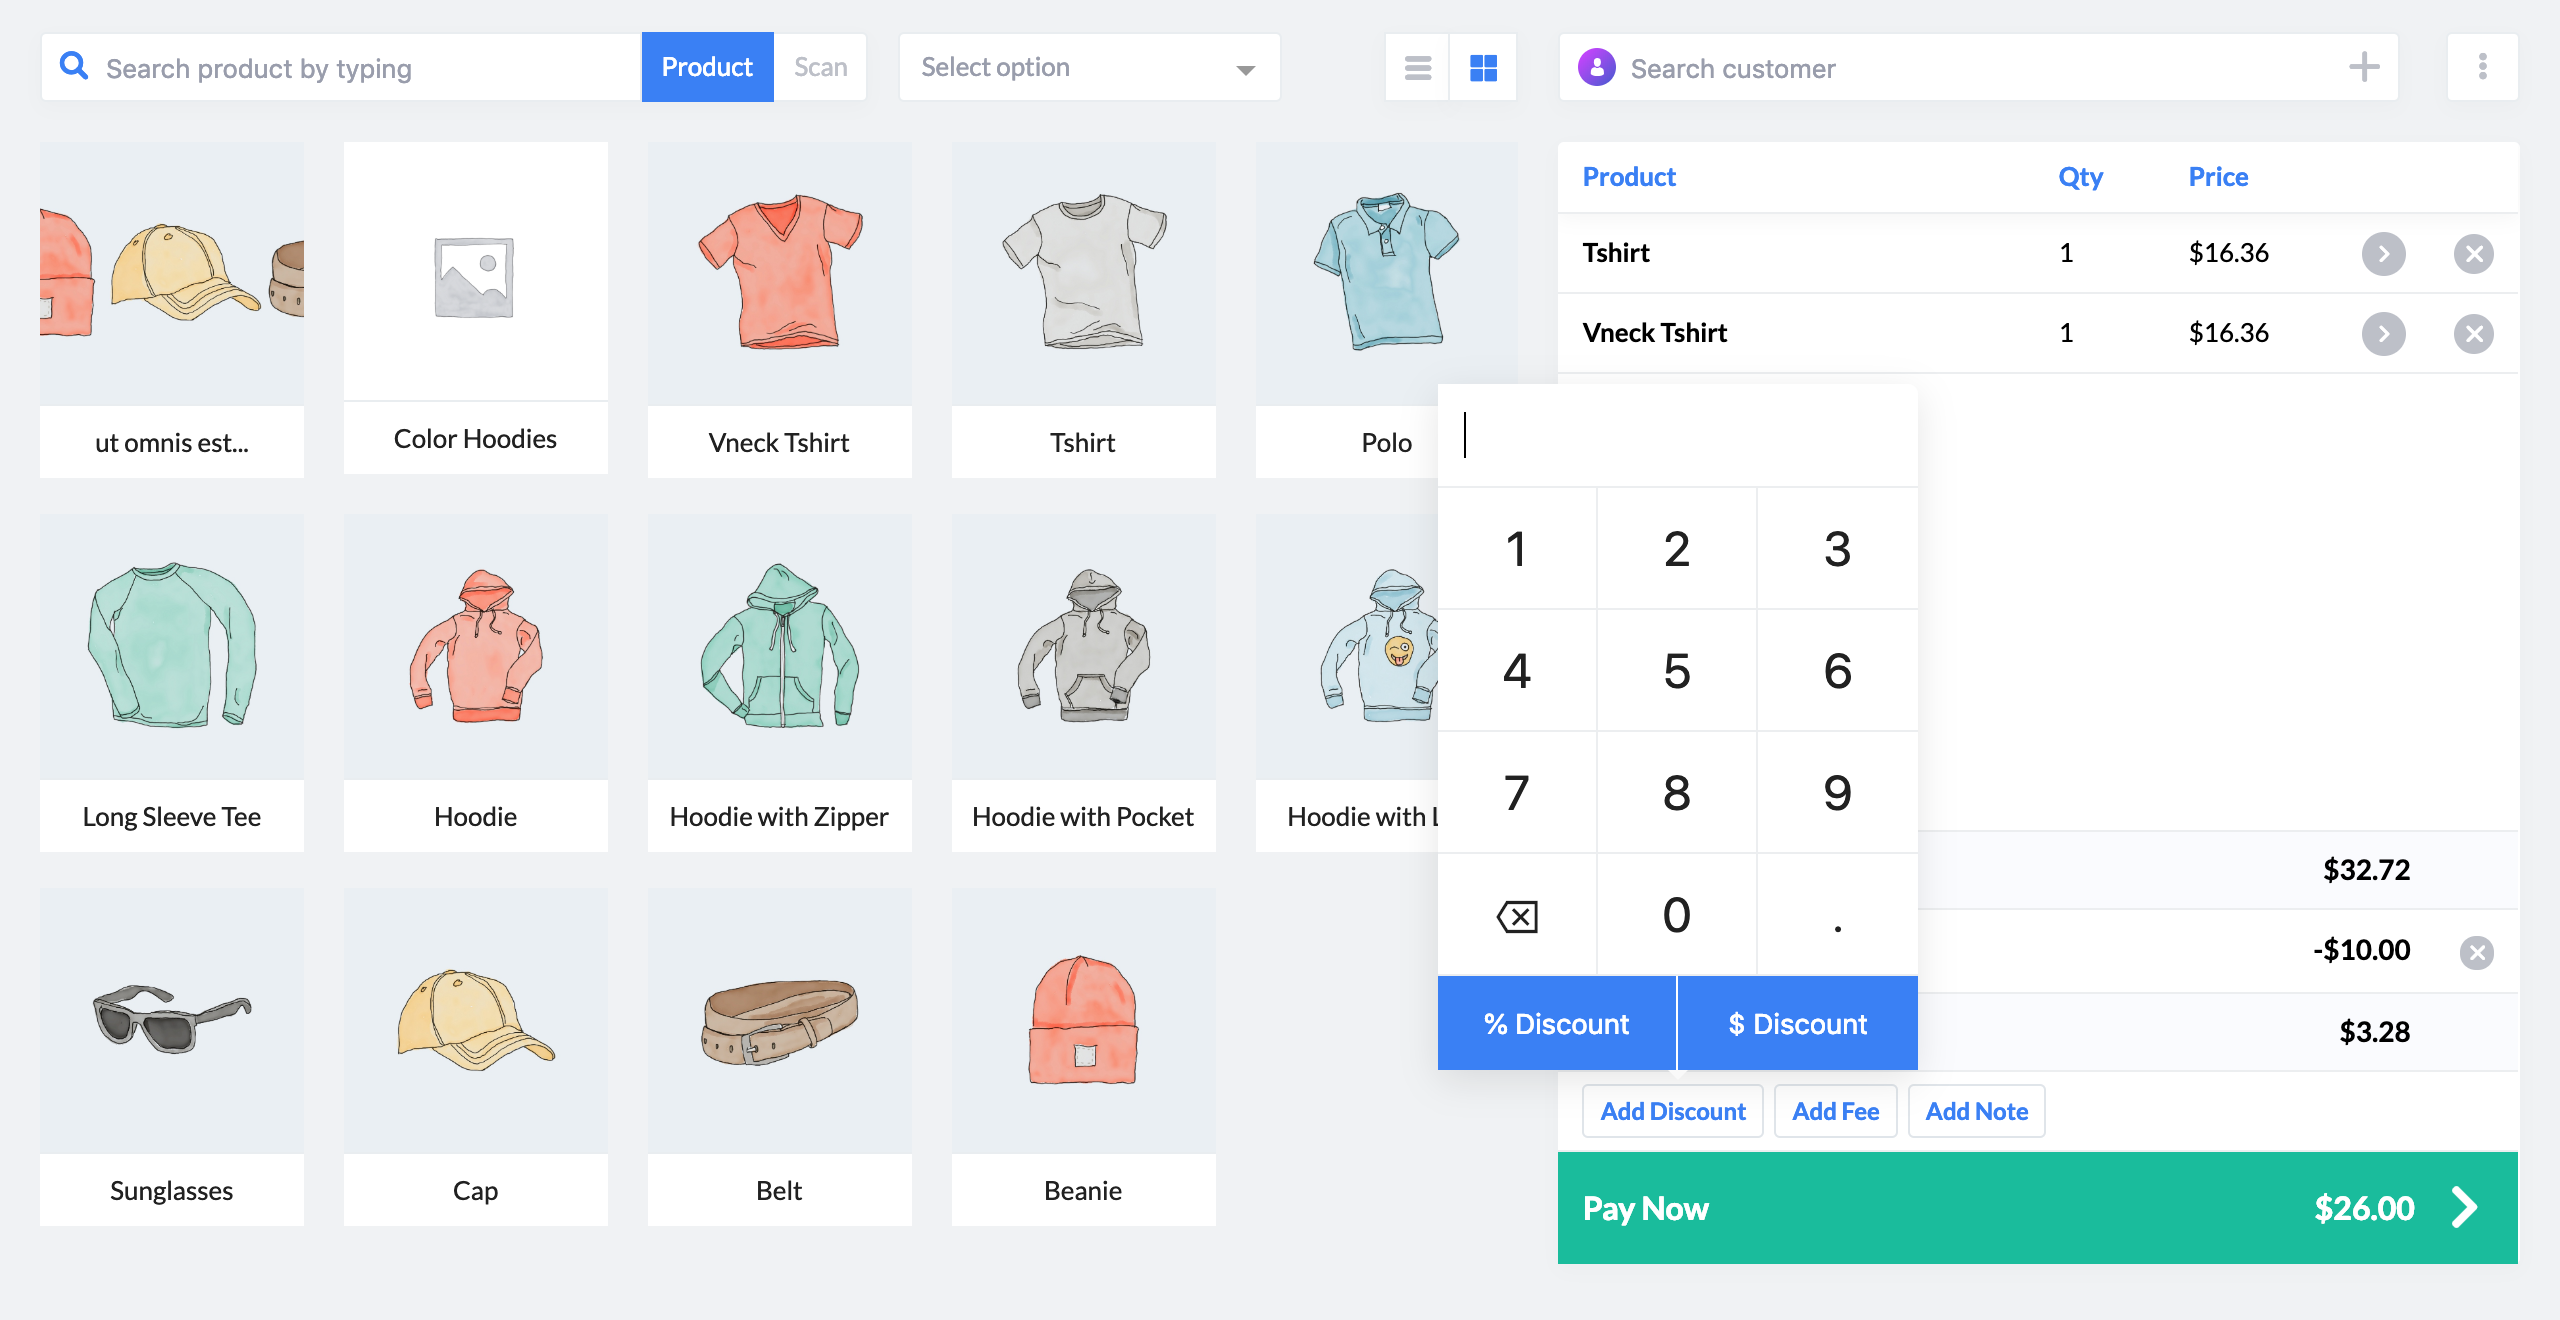 Search product by typing
Product
Scan
Select option
Search customer
ut omnis est...
Color Hoodies
Vneck Tshirt
Tshirt
Polo
Long Sleeve Tee
Hoodie
Hoodie with Zipper
Hoodie with Pocket
Hoodie with
Sunglasses
Cap
Belt
Beanie
Product Qty Price
Tshirt 1 $16.36
Vneck Tshirt 1 $16.36
1 2 3
4 5 6
7 8 9
0 .
% Discount $ Discount
$32.72
-$10.00
$3.28
Add Discount Add Fee Add Note
Pay Now $26.00